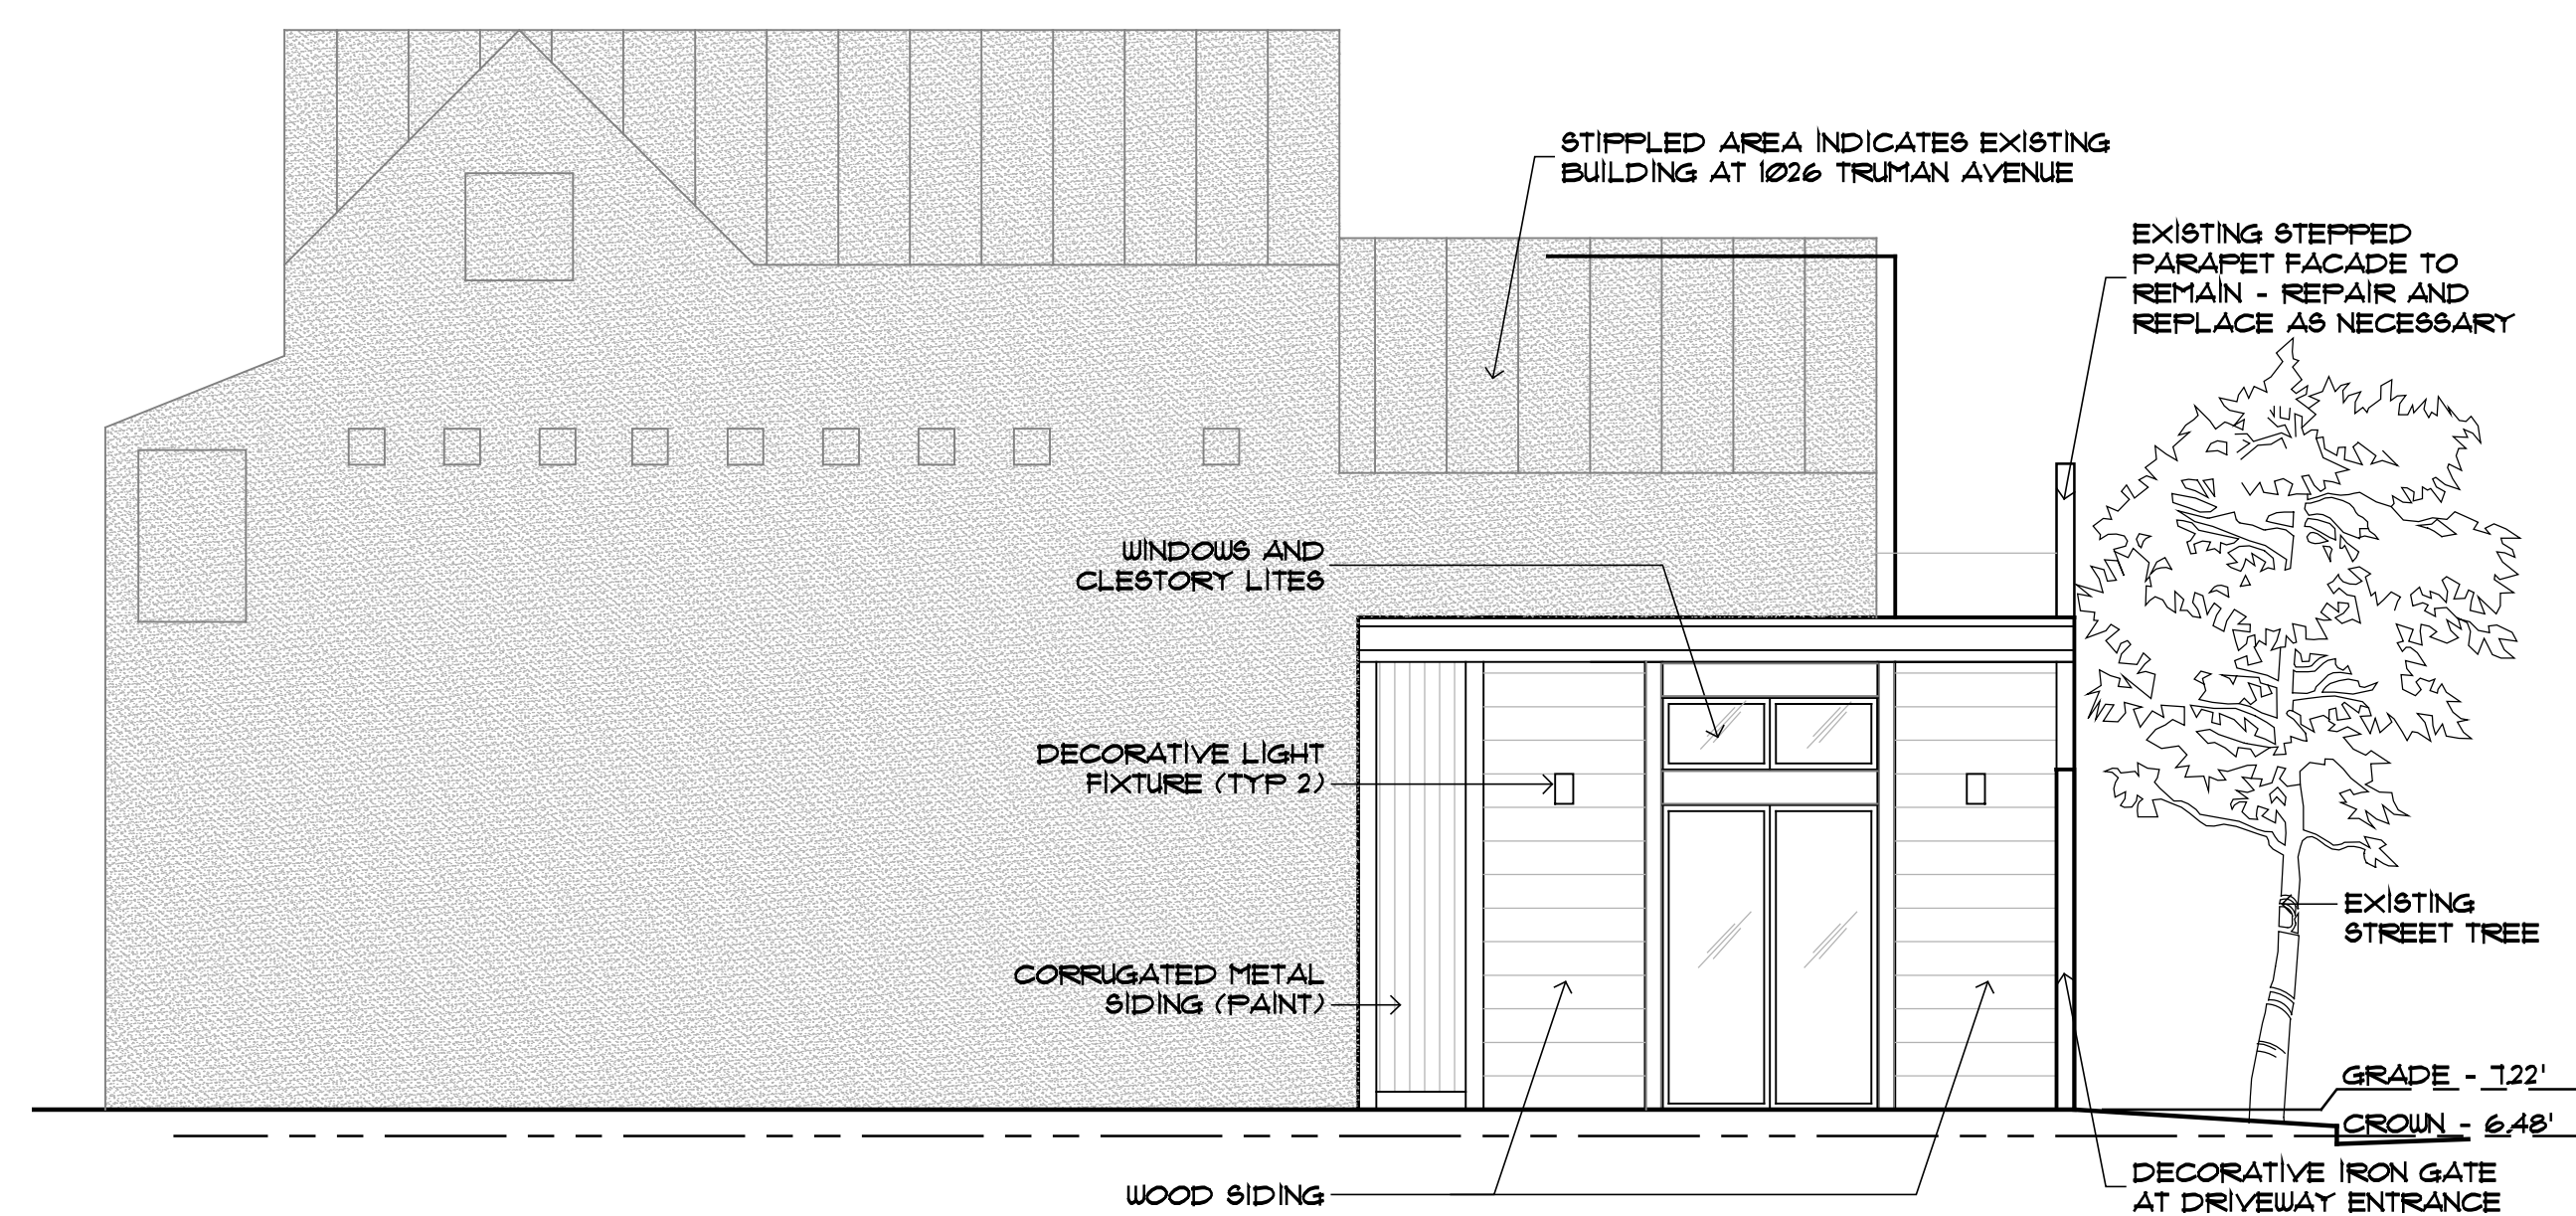 STIPPLED AREA INDICATES EXISTING
BUILDING AT 1026 TRUMAN AVENUE
EXISTING STEPPED
PARAPET FACADE TO
REMAIN - REPAIR AND
REPLACE AS NECESSARY
WINDOWS AND
CLESTORY LITES
DECORATIVE LIGHT
FIXTURE (TYP 2)
CORRUGATED METAL
SIDING (PAINT)
EXISTING
STREET TREE
GRADE - 7.22'
CROWN - 6.48'
WOOD SIDING
DECORATIVE IRON GATE
AT DRIVEWAY ENTRANCE